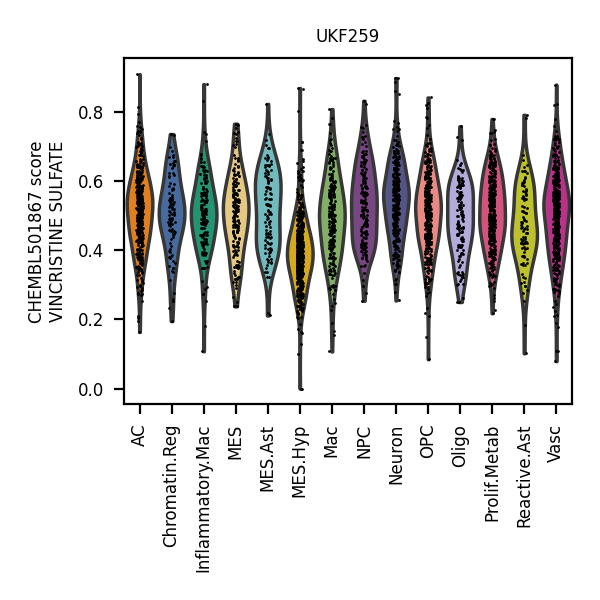 UKF259
CHEMBL501867 score
VINCRISTINE SULFATE
0.8
0.6
0.4
0.2
0.0
AC
Chromatin.Reg
Inflammatory.Mac
MES
MES.Ast
MES.Hyp
Mac
NPC
Neuron
OPC
Oligo
Prolif.Metab
Reactive.Ast
Vasc